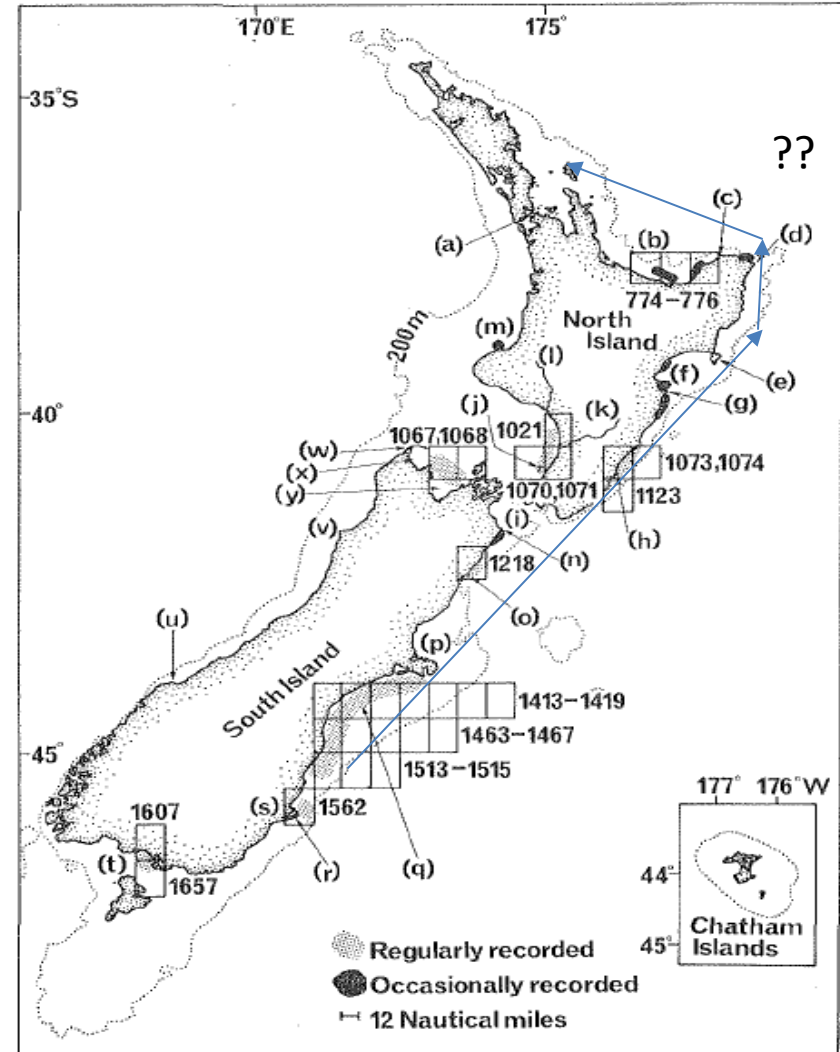 170°E 175°
35°S
??
(c)
(d)
(a)
(b)
774-776
North
Island
200m
(m)
(l)
(e)
(f)
(g)
40°
(j)
(k)
1021
(w)
1067,1068
(x)
1073,1074
(y)
1070,1071
1123
(v)
(i)
(h)
(n)
1218
(o)
(u)
(p)
South Island
1413-1419
1463-1467
45°
1513-1515
(s)
1562
1607
(t)
(r)
(q)
1657
177° 176°W
44°
45°
Chatham
Islands
Regularly recorded
Occasionally recorded
12 Nautical miles